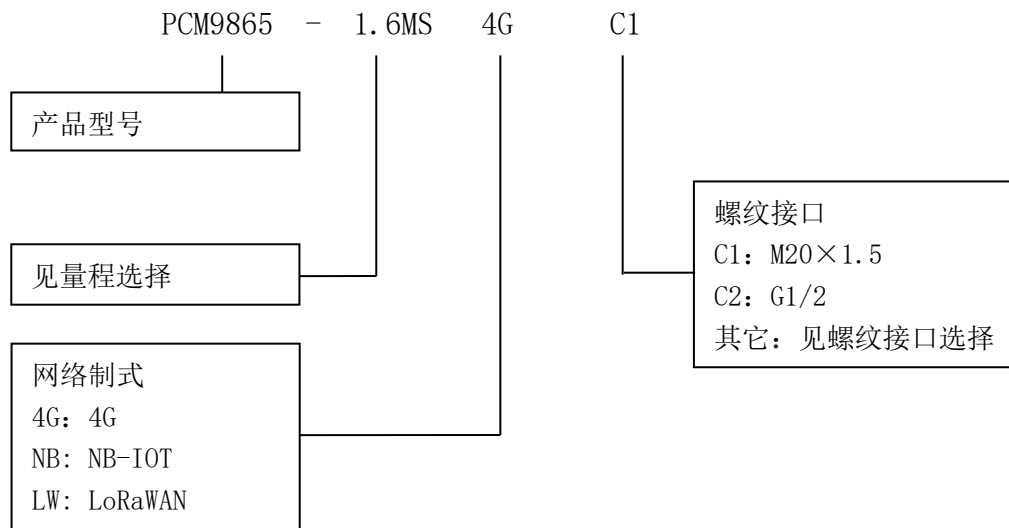 PCM9865 - 1.6MS 4G C1
产品型号
见量程选择
网络制式
4G：4G
NB: NB-IOT
LW: LoRaWAN
螺纹接口
C1：M20×1.5
C2：G1/2
其它：见螺纹接口选择